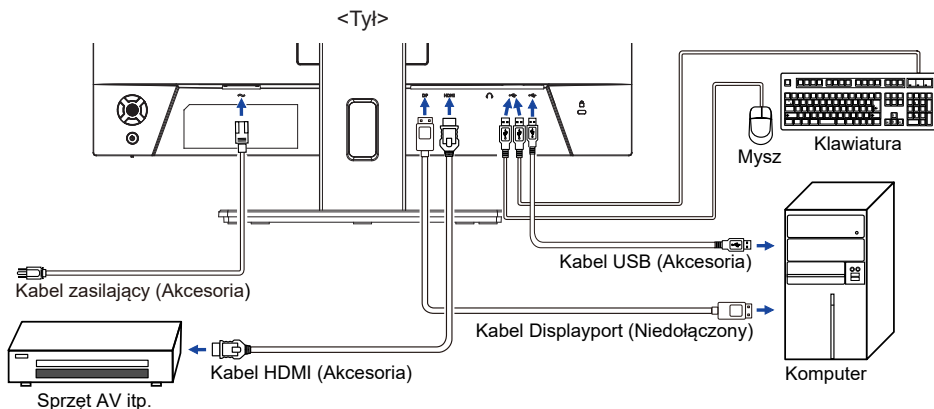 <Tył>
DP
HDMI
Mysz
Klawiatura
Kabel USB (Akcesoria)
Kabel zasilający (Akcesoria)
Kabel Displayport (Niedołączony)
Kabel HDMI (Akcesoria)
Komputer
Sprzęt AV itp.